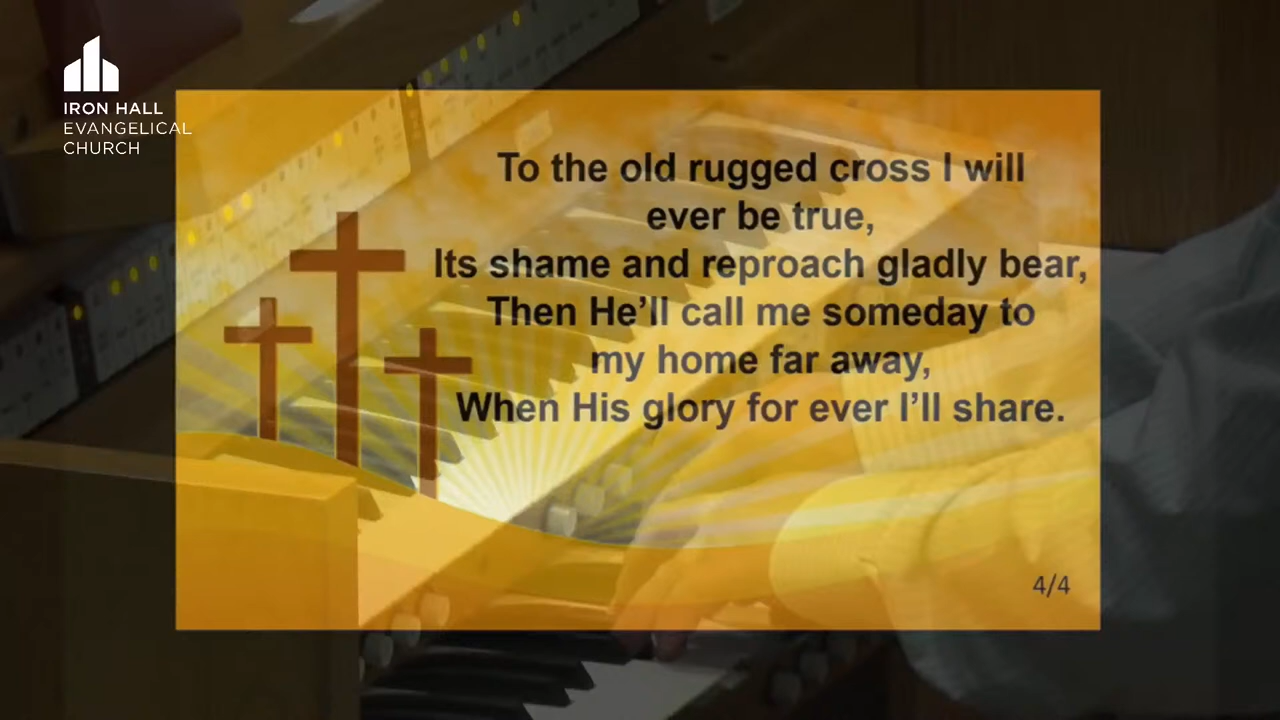 IRON HALL
EVANGELICAL
CHURCH
To the old rugged cross I will
ever be true,
Its shame and reproach gladly bear,
Then He’ll call me someday to
my home far away,
When His glory for ever I’ll share.
4/4